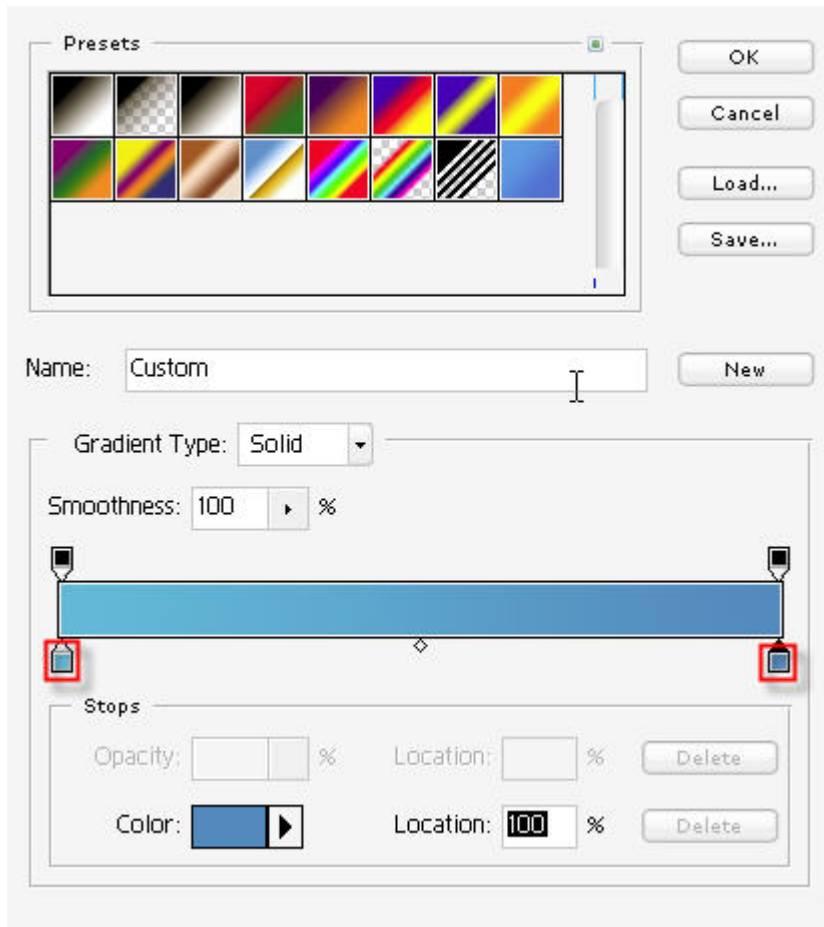 Presets
OK
Cancel
Load...
Save...
Name: Custom
New
Gradient Type: Solid
Smoothness: 100 %
Stops
Opacity: % Location: % Delete
Color: Location: 100 % Delete